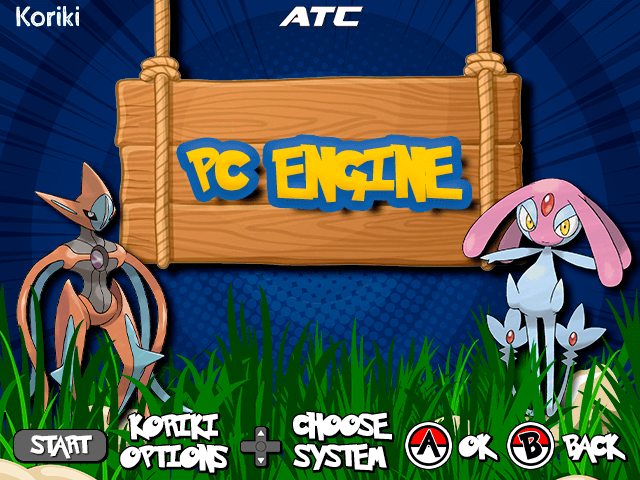 Koriki
ATC
PC ENGINE
START
KORIKI
OPTIONS
CHOOSE
SYSTEM
A
OK
B
BACK